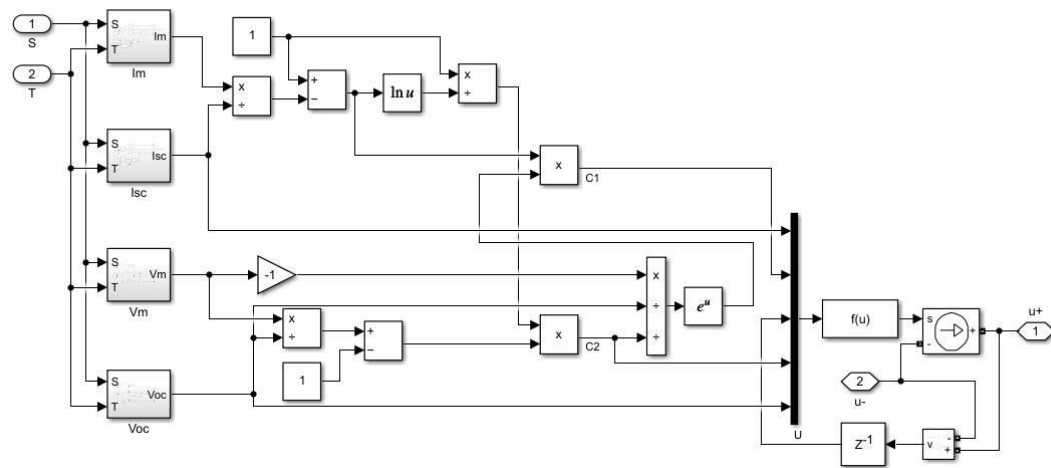 1
S
2
T
S
T
Im
Im
S
T
Isc
Isc
S
T
Vm
Vm
S
T
Voc
Voc
1
×
÷
+
−
ln u
×
÷
×
C1
-1
×
÷
+
−
1
×
C2
×
÷
÷
e^u
U
f(u)
s
-
+
u+
1
2
u-
Z^-1
v
-
+